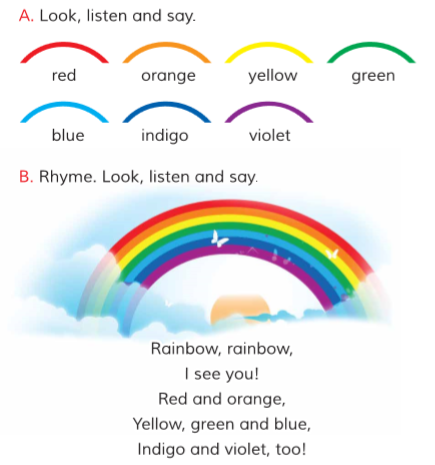 A. Look, listen and say.
red orange yellow green
blue indigo violet
B. Rhyme. Look, listen and say.
Rainbow, rainbow,
I see you!
Red and orange,
Yellow, green and blue,
Indigo and violet, too!